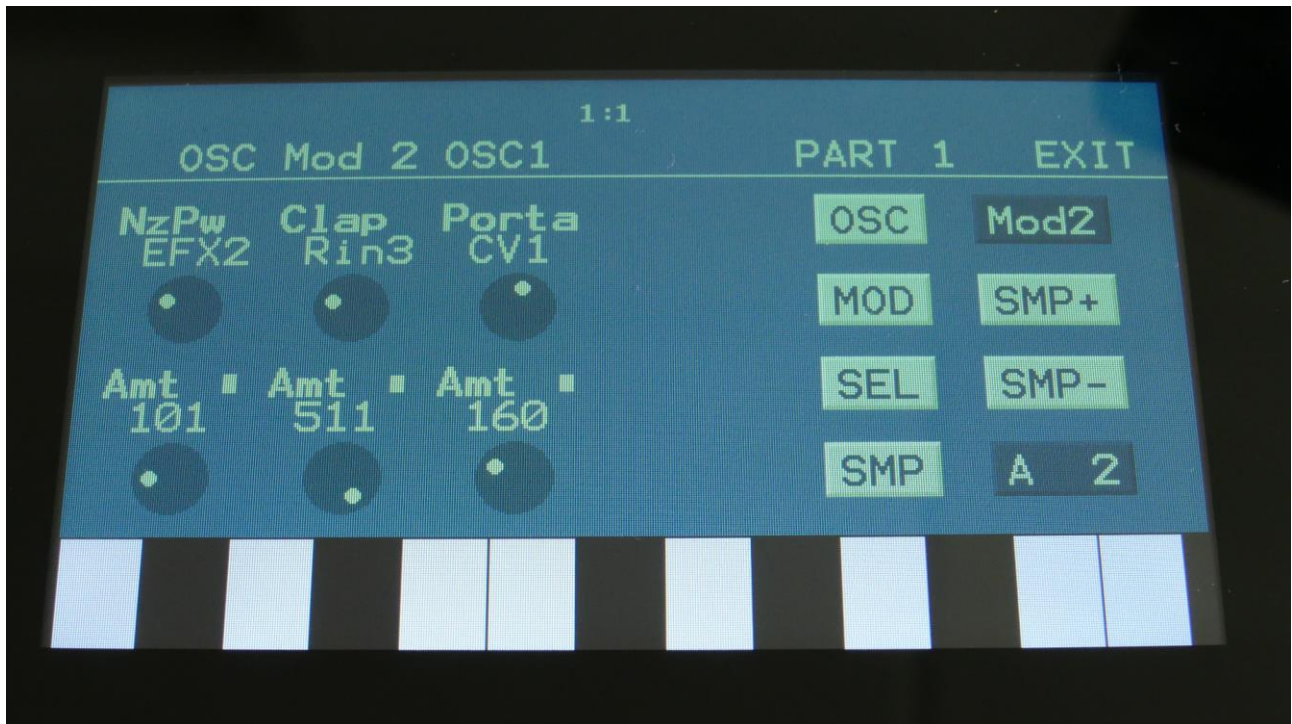 1:1
OSC Mod 2 OSC1 PART 1 EXIT
NzPw Clap Porta OSC Mod2
EFX2 Rin3 CV1
MOD SMP+
Amt Amt Amt SEL SMP-
101 511 160
SMP A 2